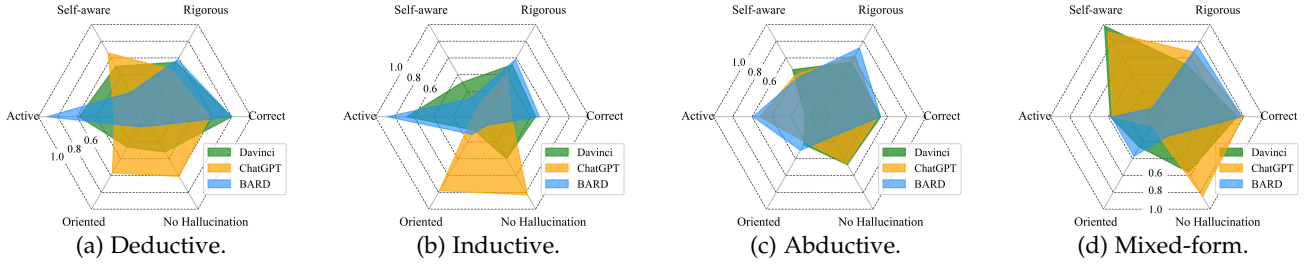 Self-aware Rigorous
Active Correct
0.6
0.8
1.0
Davinci
ChatGPT
BARD
Oriented No Hallucination
(a) Deductive.
Self-aware Rigorous
1.0
0.8
0.6
Active Correct
Davinci
ChatGPT
BARD
Oriented No Hallucination
(b) Inductive.
Self-aware Rigorous
1.0
0.8
0.6
Active Correct
Davinci
ChatGPT
BARD
Oriented No Hallucination
(c) Abductive.
Self-aware Rigorous
Active Correct
Davinci
ChatGPT
BARD
0.6
0.8
1.0
Oriented No Hallucination
(d) Mixed-form.